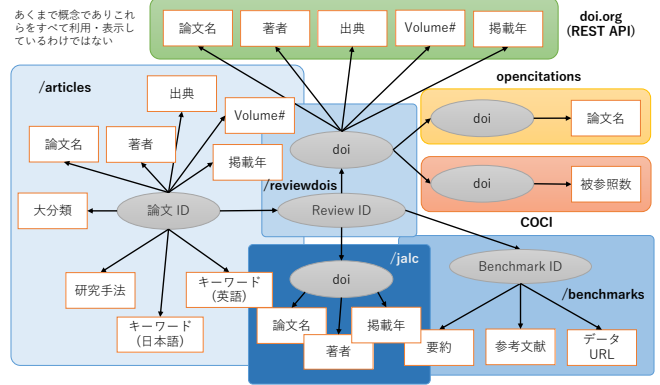 あくまで概念でありこれ
らをすべて利用・表示し
ているわけではない
論文名
著者
出典
Volume#
掲載年
doi.org
(REST API)
/articles
出典
Volume#
論文名
著者
掲載年
大分類
論文 ID
研究手法
キーワード
(日本語)
キーワード
(英語)
doi
/reviewdois
Review ID
opencitations
doi
論文名
doi
被参照数
COCI
/jalc
doi
論文名
著者
掲載年
Benchmark ID
/benchmarks
要約
参考文献
データ
URL